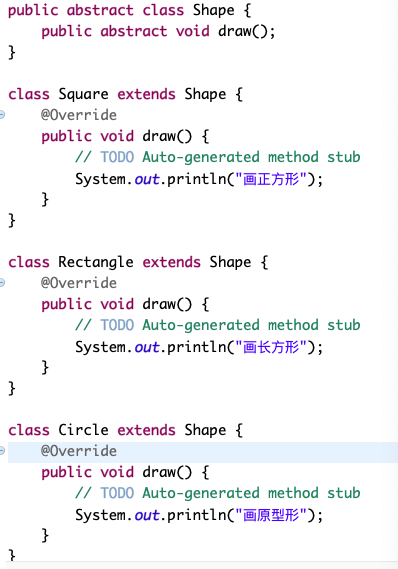 public abstract class Shape {
    public abstract void draw();
}

class Square extends Shape {
    @Override
    public void draw() {
        // TODO Auto-generated method stub
        System.out.println("画正方形");
    }
}

class Rectangle extends Shape {
    @Override
    public void draw() {
        // TODO Auto-generated method stub
        System.out.println("画长方形");
    }
}

class Circle extends Shape {
    @Override
    public void draw() {
        // TODO Auto-generated method stub
        System.out.println("画原型形");
    }
}